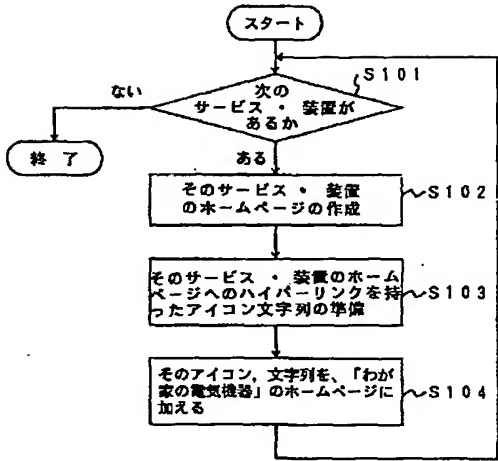 スタート
S101
次の
サービス・装置が
あるか
ない
終了
ある
そのサービス・装置
のホームページの作成
S102
そのサービス・装置のホーム
ページへのハイパーリンクを持
ったアイコン文字列の準備
S103
そのアイコン,文字列を、「わが
家の電気機器」のホームページに
加える
S104